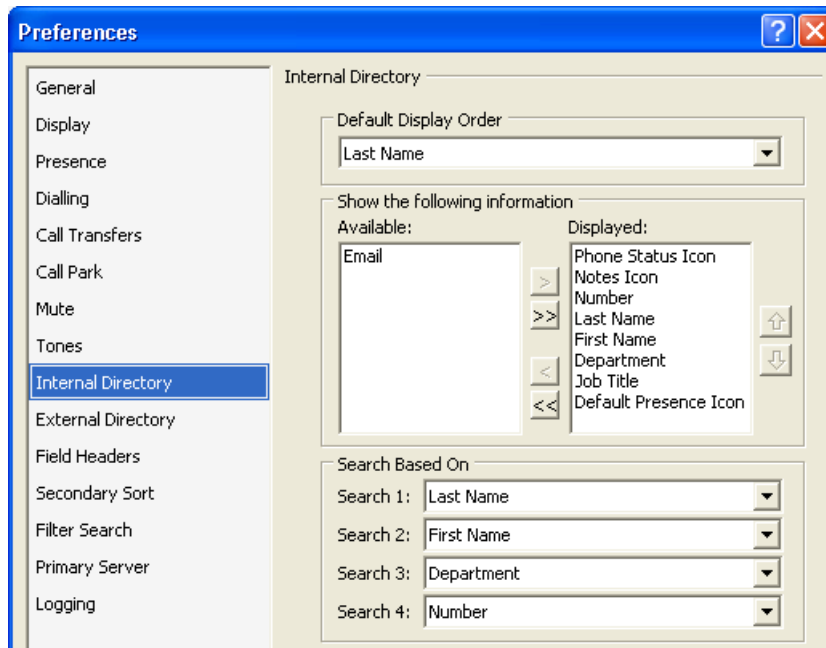 Preferences
General
Display
Presence
Dialling
Call Transfers
Call Park
Mute
Tones
Internal Directory
External Directory
Field Headers
Secondary Sort
Filter Search
Primary Server
Logging
Internal Directory
Default Display Order
Last Name
Show the following information
Available:
Email
>
>>
<
<<
Displayed:
Phone Status Icon
Notes Icon
Number
Last Name
First Name
Department
Job Title
Default Presence Icon
Search Based On
Search 1: Last Name
Search 2: First Name
Search 3: Department
Search 4: Number